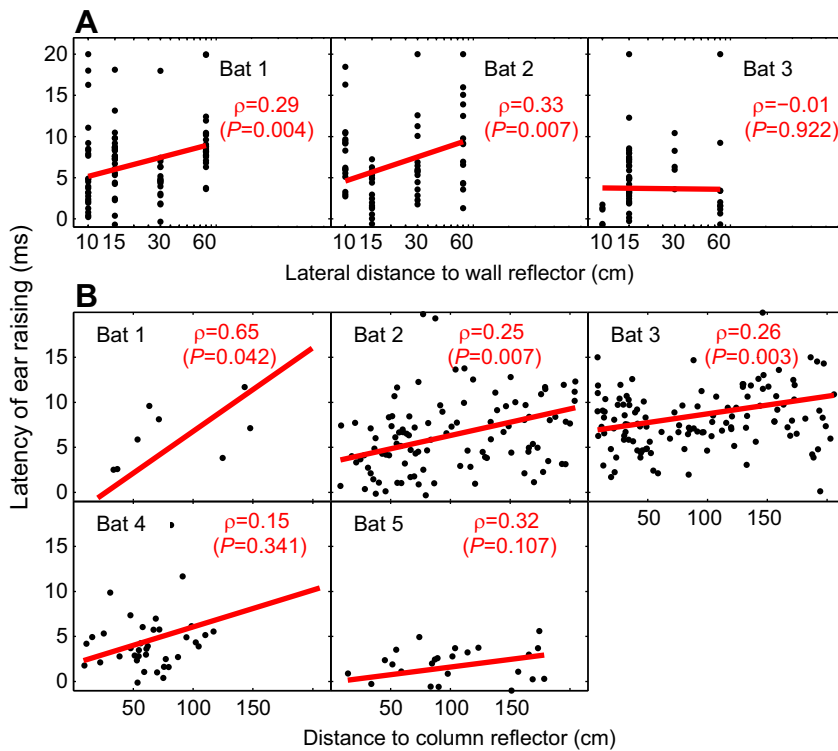 A
Bat 1
ρ=0.29
(P=0.004)
Bat 2
ρ=0.33
(P=0.007)
Bat 3
ρ=−0.01
(P=0.922)
20
15
10
5
0
10 15 30 60
10 15 30 60
10 15 30 60
Lateral distance to wall reflector (cm)
Latency of ear raising (ms)
B
Bat 1
ρ=0.65
(P=0.042)
Bat 2
ρ=0.25
(P=0.007)
Bat 3
ρ=0.26
(P=0.003)
15
10
5
0
50 100 150
Bat 4
ρ=0.15
(P=0.341)
Bat 5
ρ=0.32
(P=0.107)
15
10
5
0
50 100 150
50 100 150
Distance to column reflector (cm)